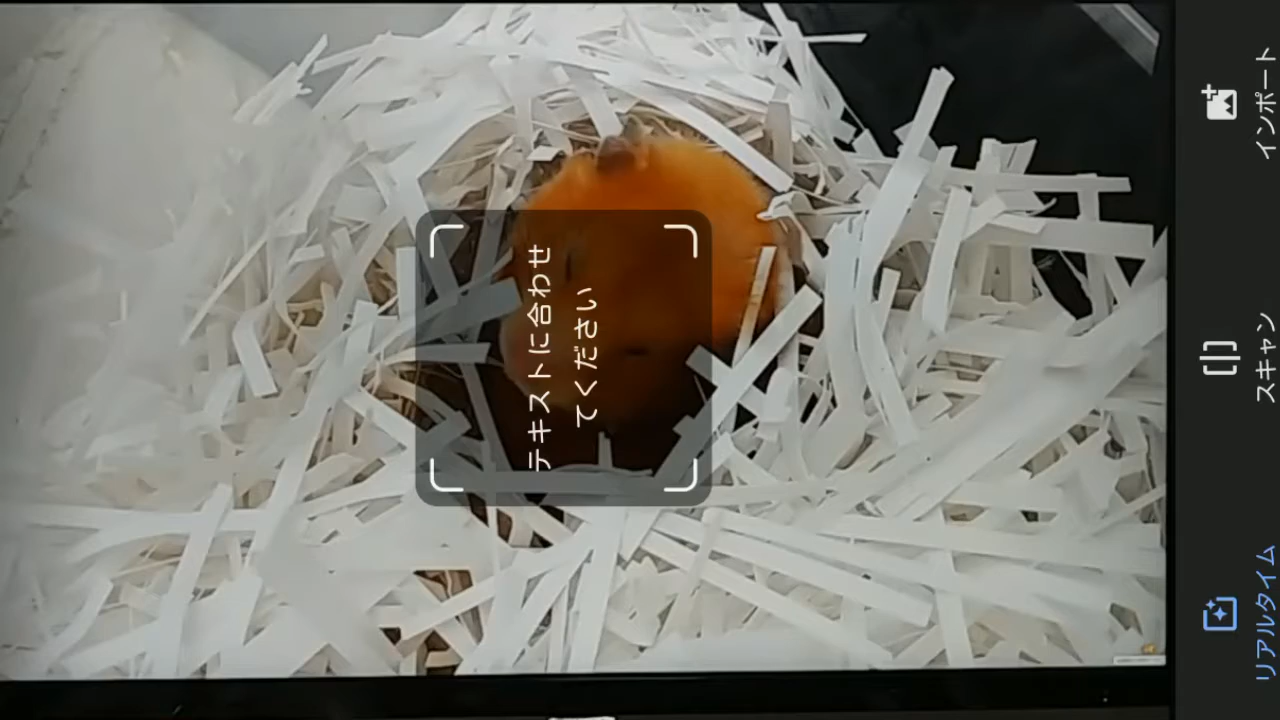 テキストに合わせ
てください
リアルタイム
スキャン
インポート